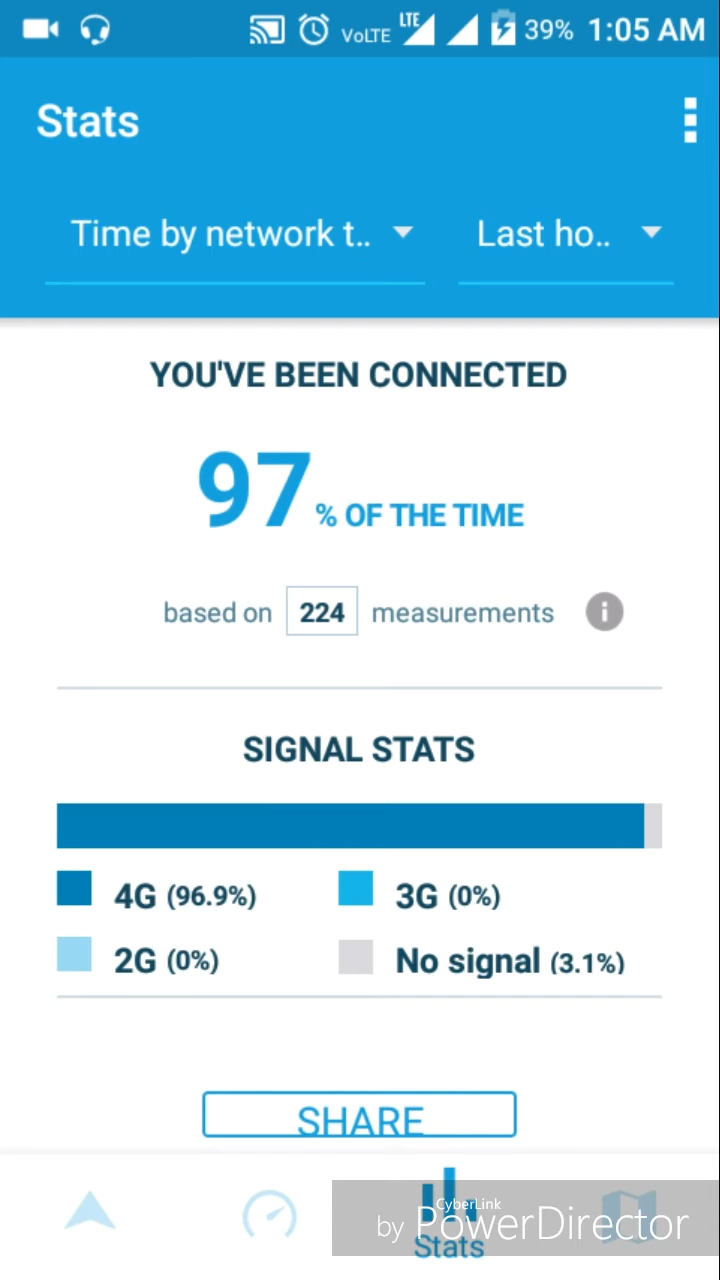 VoLTE LTE 39% 1:05 AM
Stats
Time by network t.. Last ho..
YOU'VE BEEN CONNECTED
97 % OF THE TIME
based on 224 measurements
SIGNAL STATS
4G (96.9%) 3G (0%)
2G (0%) No signal (3.1%)
SHARE
CyberLink
by PowerDirector
Stats